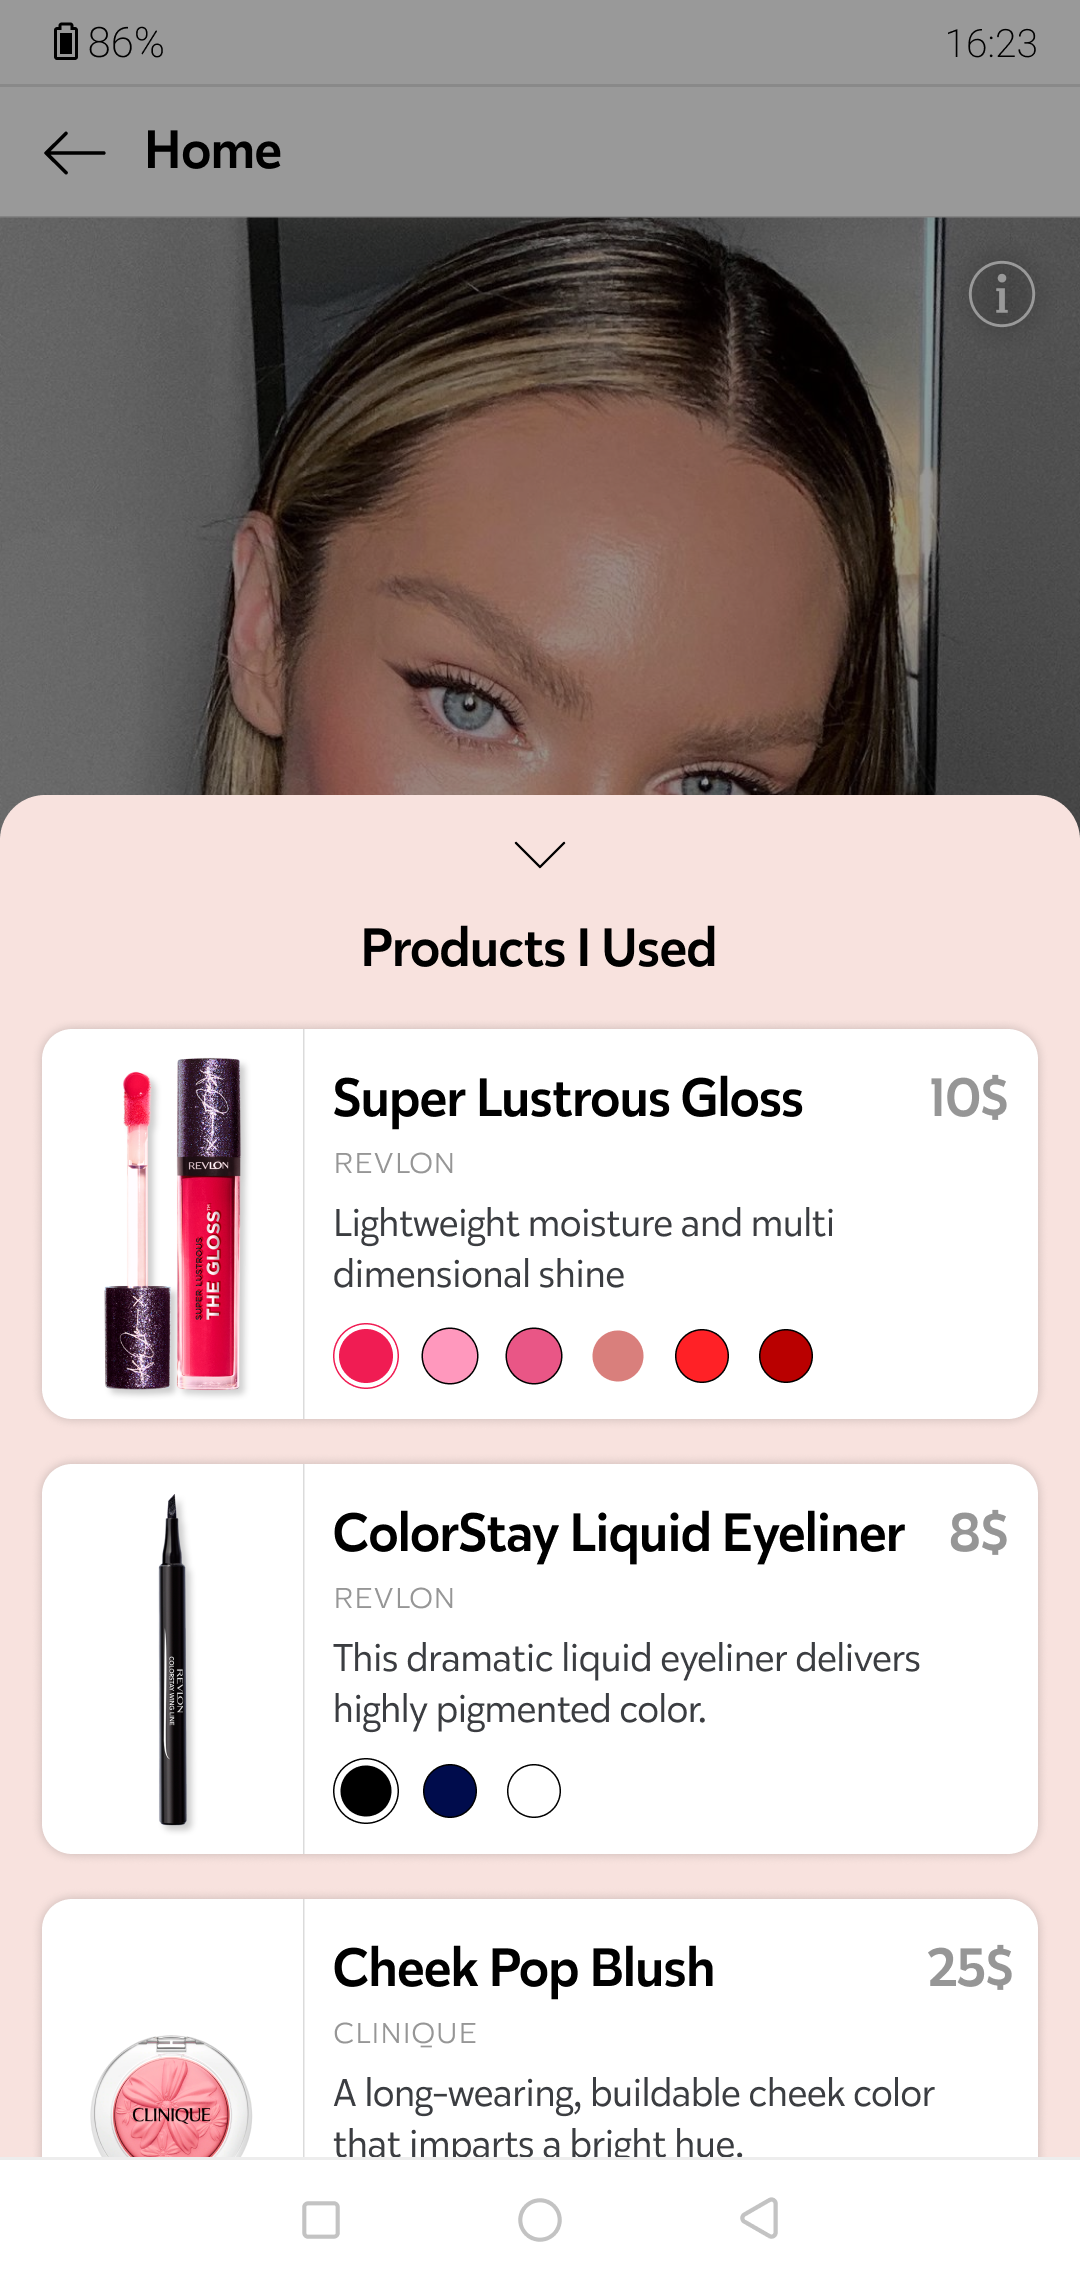 86%
16:23
Home
Products I Used
REVLON
SUPER LUSTROUS
THE GLOSS™
Super Lustrous Gloss
10$
REVLON
Lightweight moisture and multi
dimensional shine
REVLON
COLORSTAY WING LINE
ColorStay Liquid Eyeliner
8$
REVLON
This dramatic liquid eyeliner delivers
highly pigmented color.
CLINIQUE
Cheek Pop Blush
25$
CLINIQUE
A long-wearing, buildable cheek color
that imparts a bright hue.